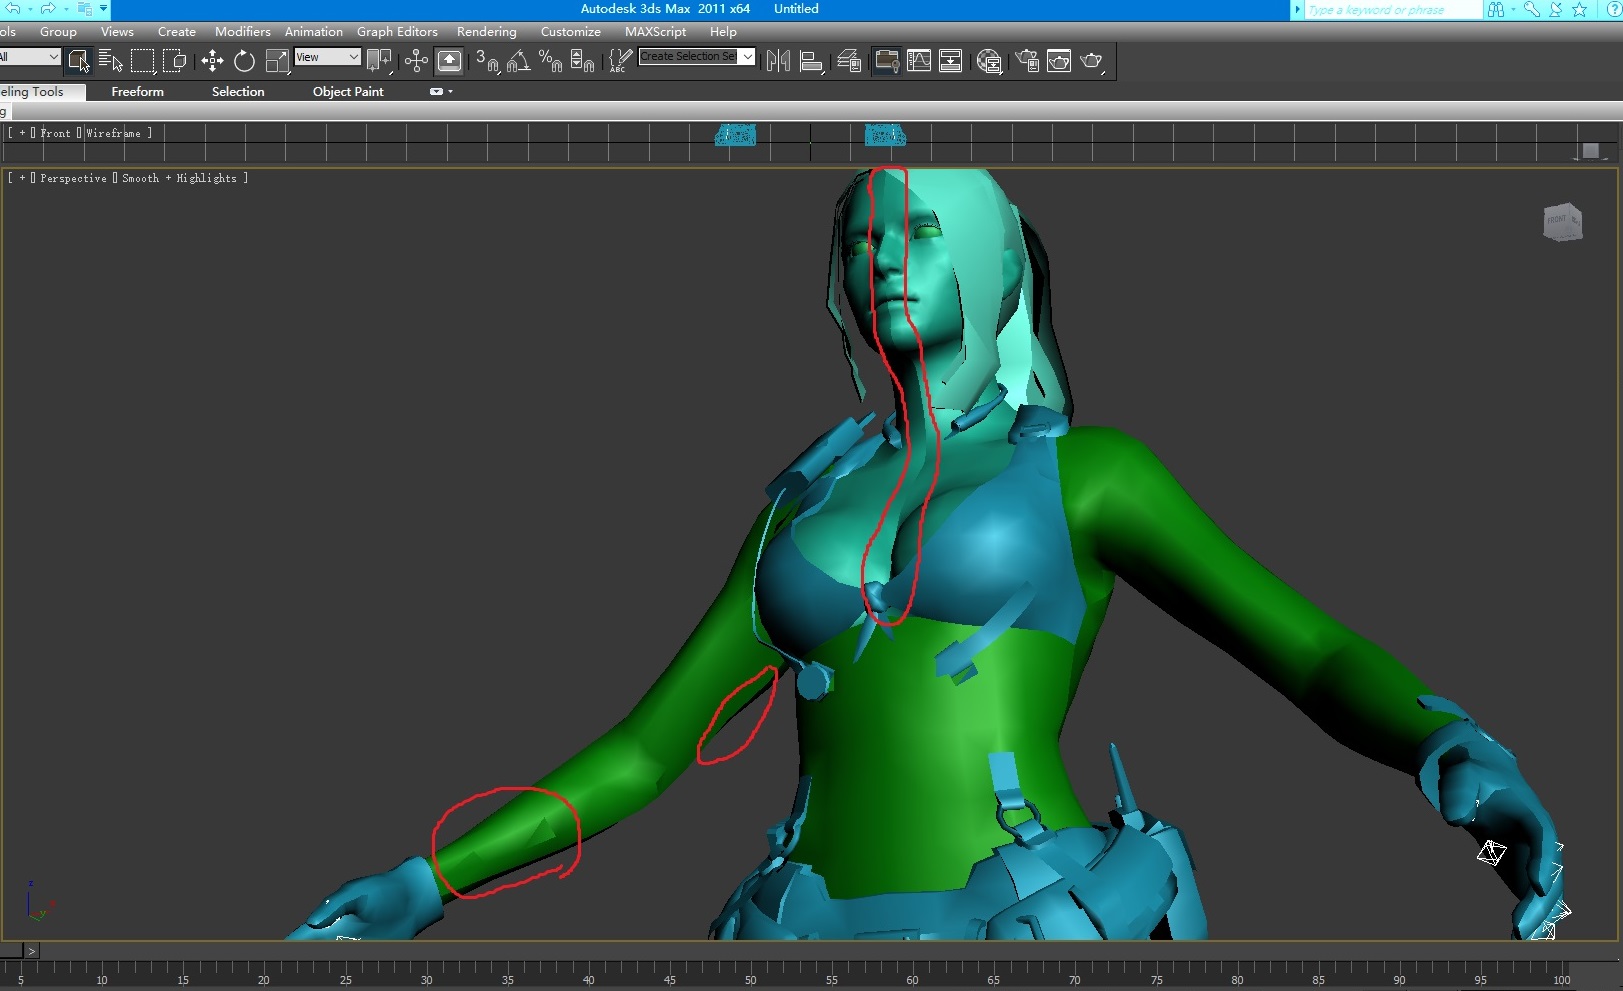 Autodesk 3ds Max 2011 x64 Untitled
Type a keyword or phrase
ols Group Views Create Modifiers Animation Graph Editors Rendering Customize MAXScript Help
All View 3 % ABC Create Selection Se
eling Tools Freeform Selection Object Paint
g
[ + [] Front [] Wireframe ]
[ + [] Perspective [] Smooth + Highlights ]
FRONT
z
x
y
>
5 10 15 20 25 30 35 40 45 50 55 60 65 70 75 80 85 90 95 100